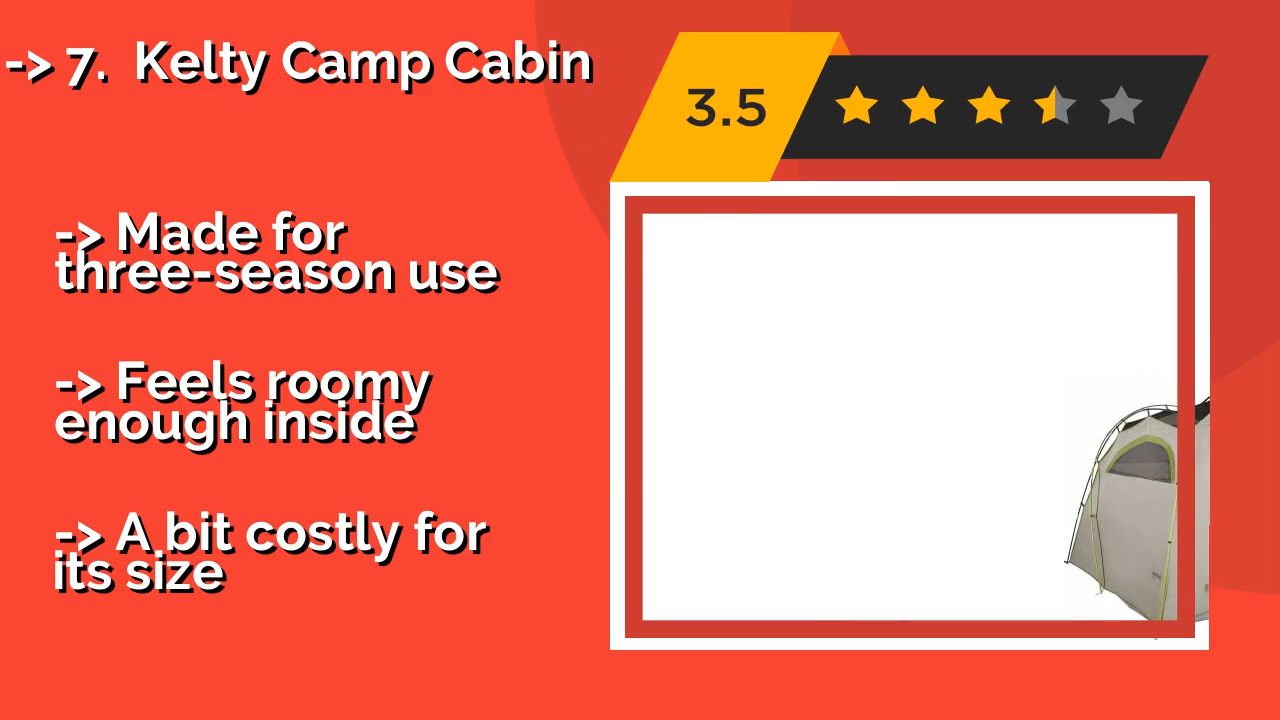 -> 7. Kelty Camp Cabin
3.5
-> Made for
three-season use
-> Feels roomy
enough inside
-> A bit costly for
its size